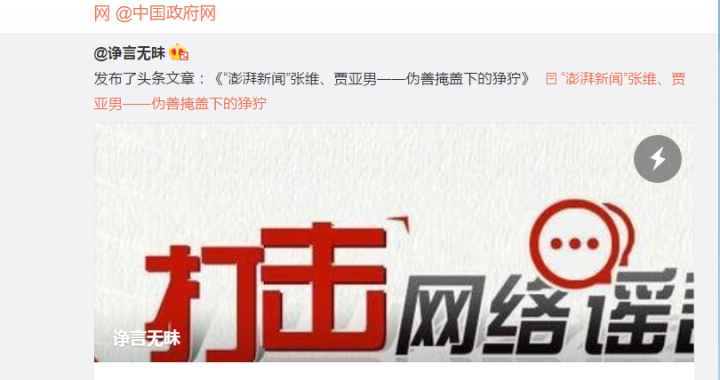 网 @中国政府网
@诤言无昧
发布了头条文章：《“澎湃新闻”张维、贾亚男——伪善掩盖下的狰狞》 “澎湃新闻”张维、贾
亚男——伪善掩盖下的狰狞
打击网络谣
诤言无昧